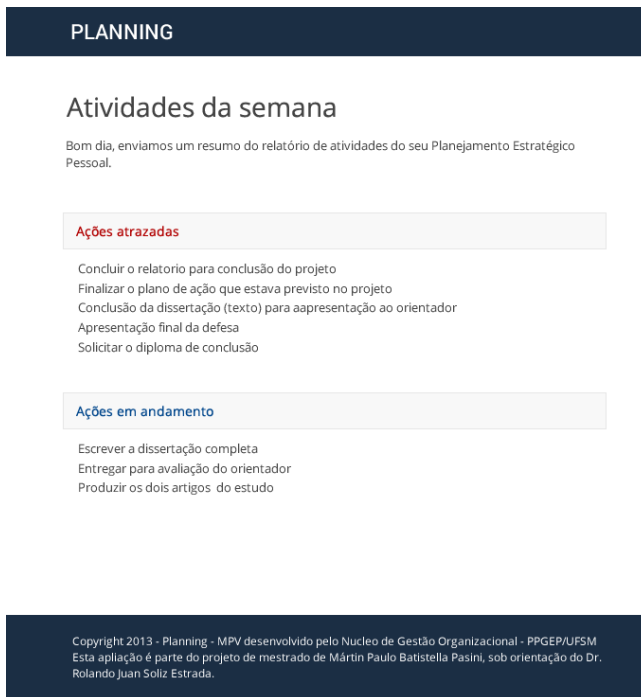 PLANNING
Atividades da semana
Bom dia, enviamos um resumo do relatório de atividades do seu Planejamento Estratégico
Pessoal.
Ações atrazadas
Concluir o relatorio para conclusão do projeto
Finalizar o plano de ação que estava previsto no projeto
Conclusão da dissertação (texto) para aapresentação ao orientador
Apresentação final da defesa
Solicitar o diploma de conclusão
Ações em andamento
Escrever a dissertação completa
Entregar para avaliação do orientador
Produzir os dois artigos  do estudo
Copyright 2013 - Planning - MPV desenvolvido pelo Nucleo de Gestão Organizacional - PPGEP/UFSM
Esta apliação é parte do projeto de mestrado de Mártin Paulo Batistella Pasini, sob orientação do Dr.
Rolando Juan Soliz Estrada.